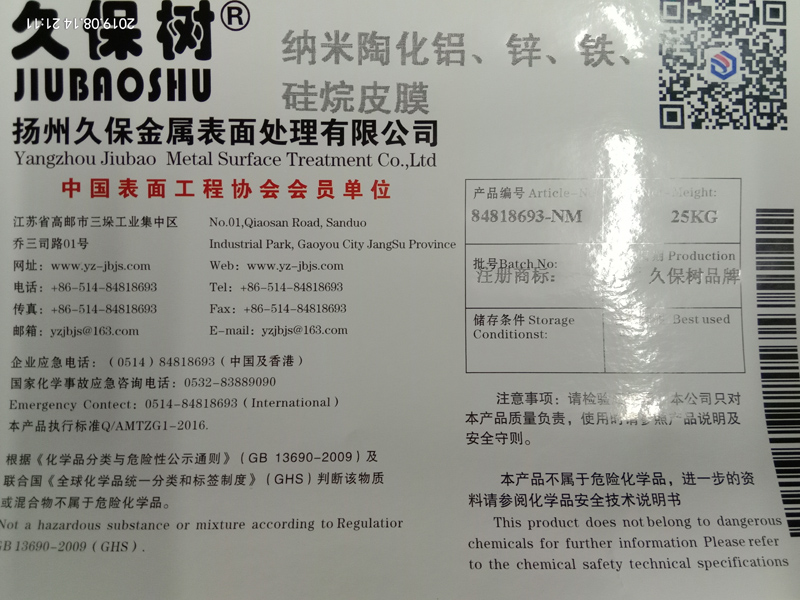 2019.08.14 21:11
久保树®
JIUBAOSHU
纳米陶化铝、锌、铁、
硅烷皮膜
扬州久保金属表面处理有限公司
Yangzhou Jiubao Metal Surface Treatment Co.,Ltd
中国表面工程协会会员单位
江苏省高邮市三垛工业集中区
乔三司路01号
网址：www.yz-jbjs.com
电话：+86-514-84818693
传真：+86-514-84818693
邮箱：yzjbjs@163.com
No.01,Qiaosan Road, Sanduo
Industrial Park, Gaoyou City JangSu Province
Web：www.yz-jbjs.com
Tel：+86-514-84818693
Fax：+86-514-84818693
E-mail：yzjbjs@163.com
企业应急电话：（0514）84818693（中国及香港）
国家化学事故应急咨询电话：0532-83889090
Emergency Contect：0514-84818693（International）
本产品执行标准Q/AMTZG1-2016.
根据《化学品分类与危险性公示通则》（GB 13690-2009）及
联合国《全球化学品统一分类和标签制度》（GHS）判断该物质
或混合物不属于危险化学品。
Not a hazardous substance or mixture according to Regulation
GB 13690-2009（GHS）.
产品编号 Article-N
84818693-NM
Weight:
25KG
批号Batch No:
注册商标：
Production
久保树品牌
储存条件 Storage
Conditionst:
Best used
注意事项：请检验 本公司只对
本产品质量负责，使用时请参照产品说明及
安全守则。
本产品不属于危险化学品，进一步的资
料请参阅化学品安全技术说明书
This product does not belong to dangerous
chemicals for further information Please refer
to the chemical safety technical specifications